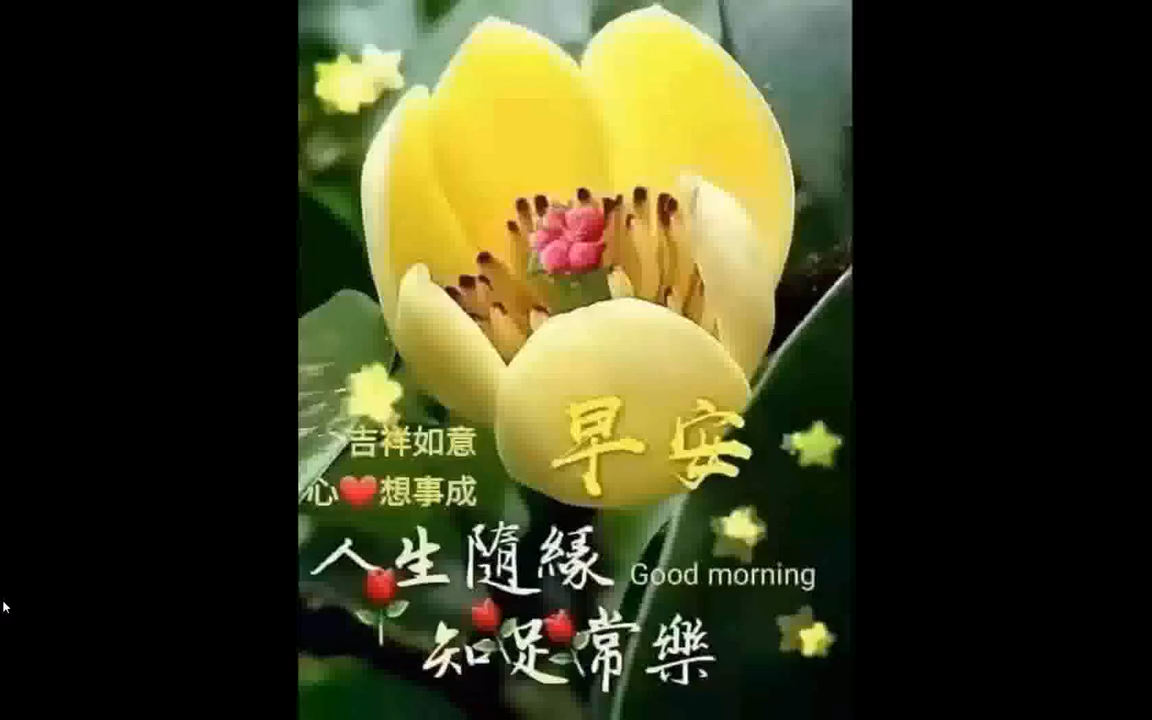 早安
吉祥如意
心❤️想事成
人生隨緣
Good morning
知足常樂